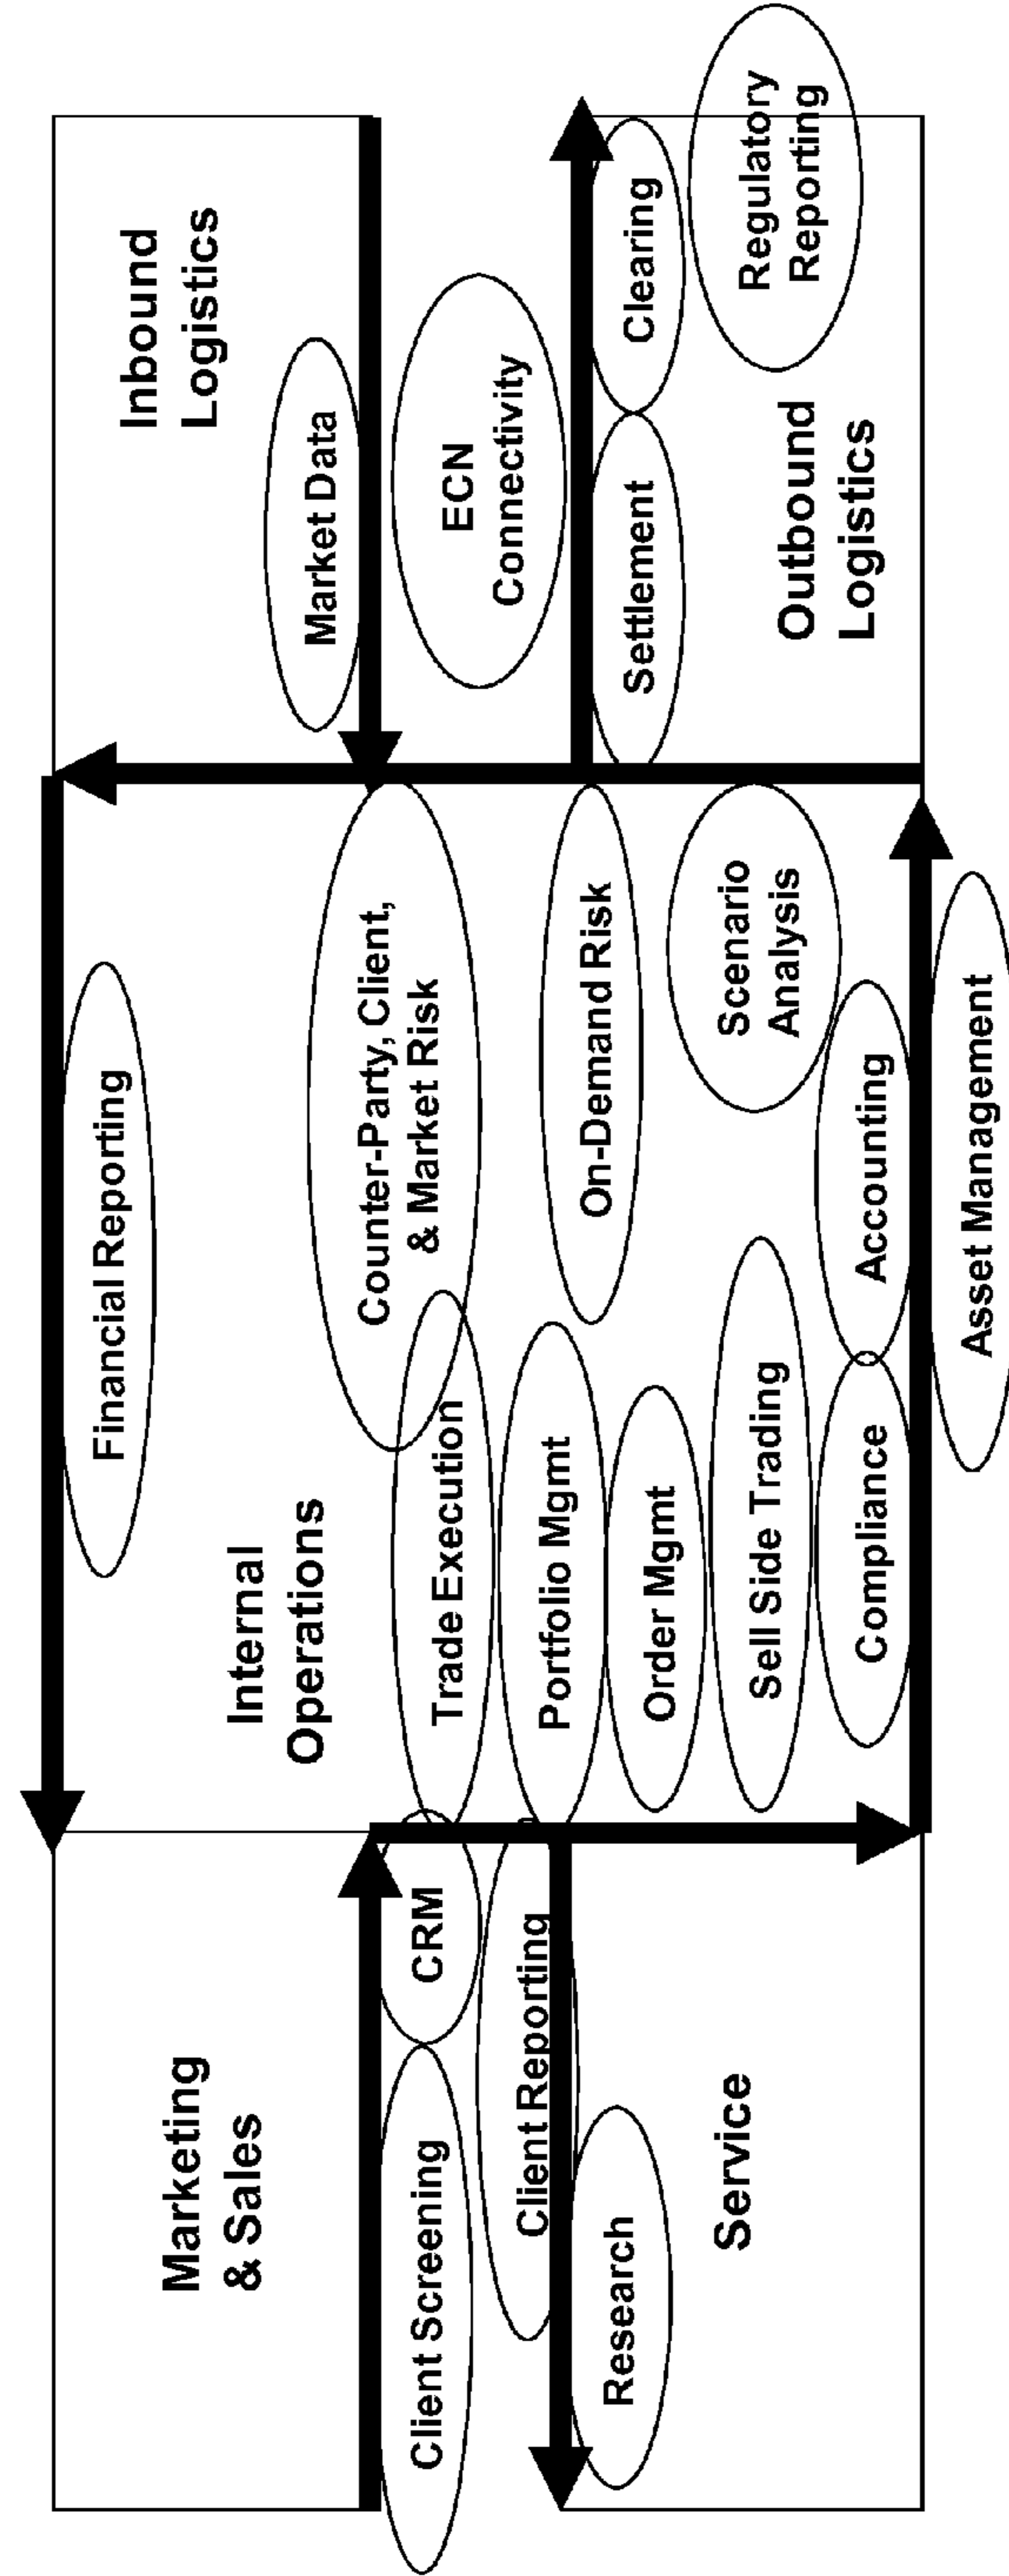 Marketing
& Sales
Client Screening
CRM
Client Reporting
Research
Service
Financial Reporting
Internal
Operations
Counter-Party, Client,
& Market Risk
Trade Execution
Portfolio Mgmt
On-Demand Risk
Order Mgmt
Sell Side Trading
Scenario
Analysis
Compliance
Accounting
Asset Management
Inbound
Logistics
Market Data
ECN
Connectivity
Settlement
Clearing
Outbound
Logistics
Regulatory
Reporting